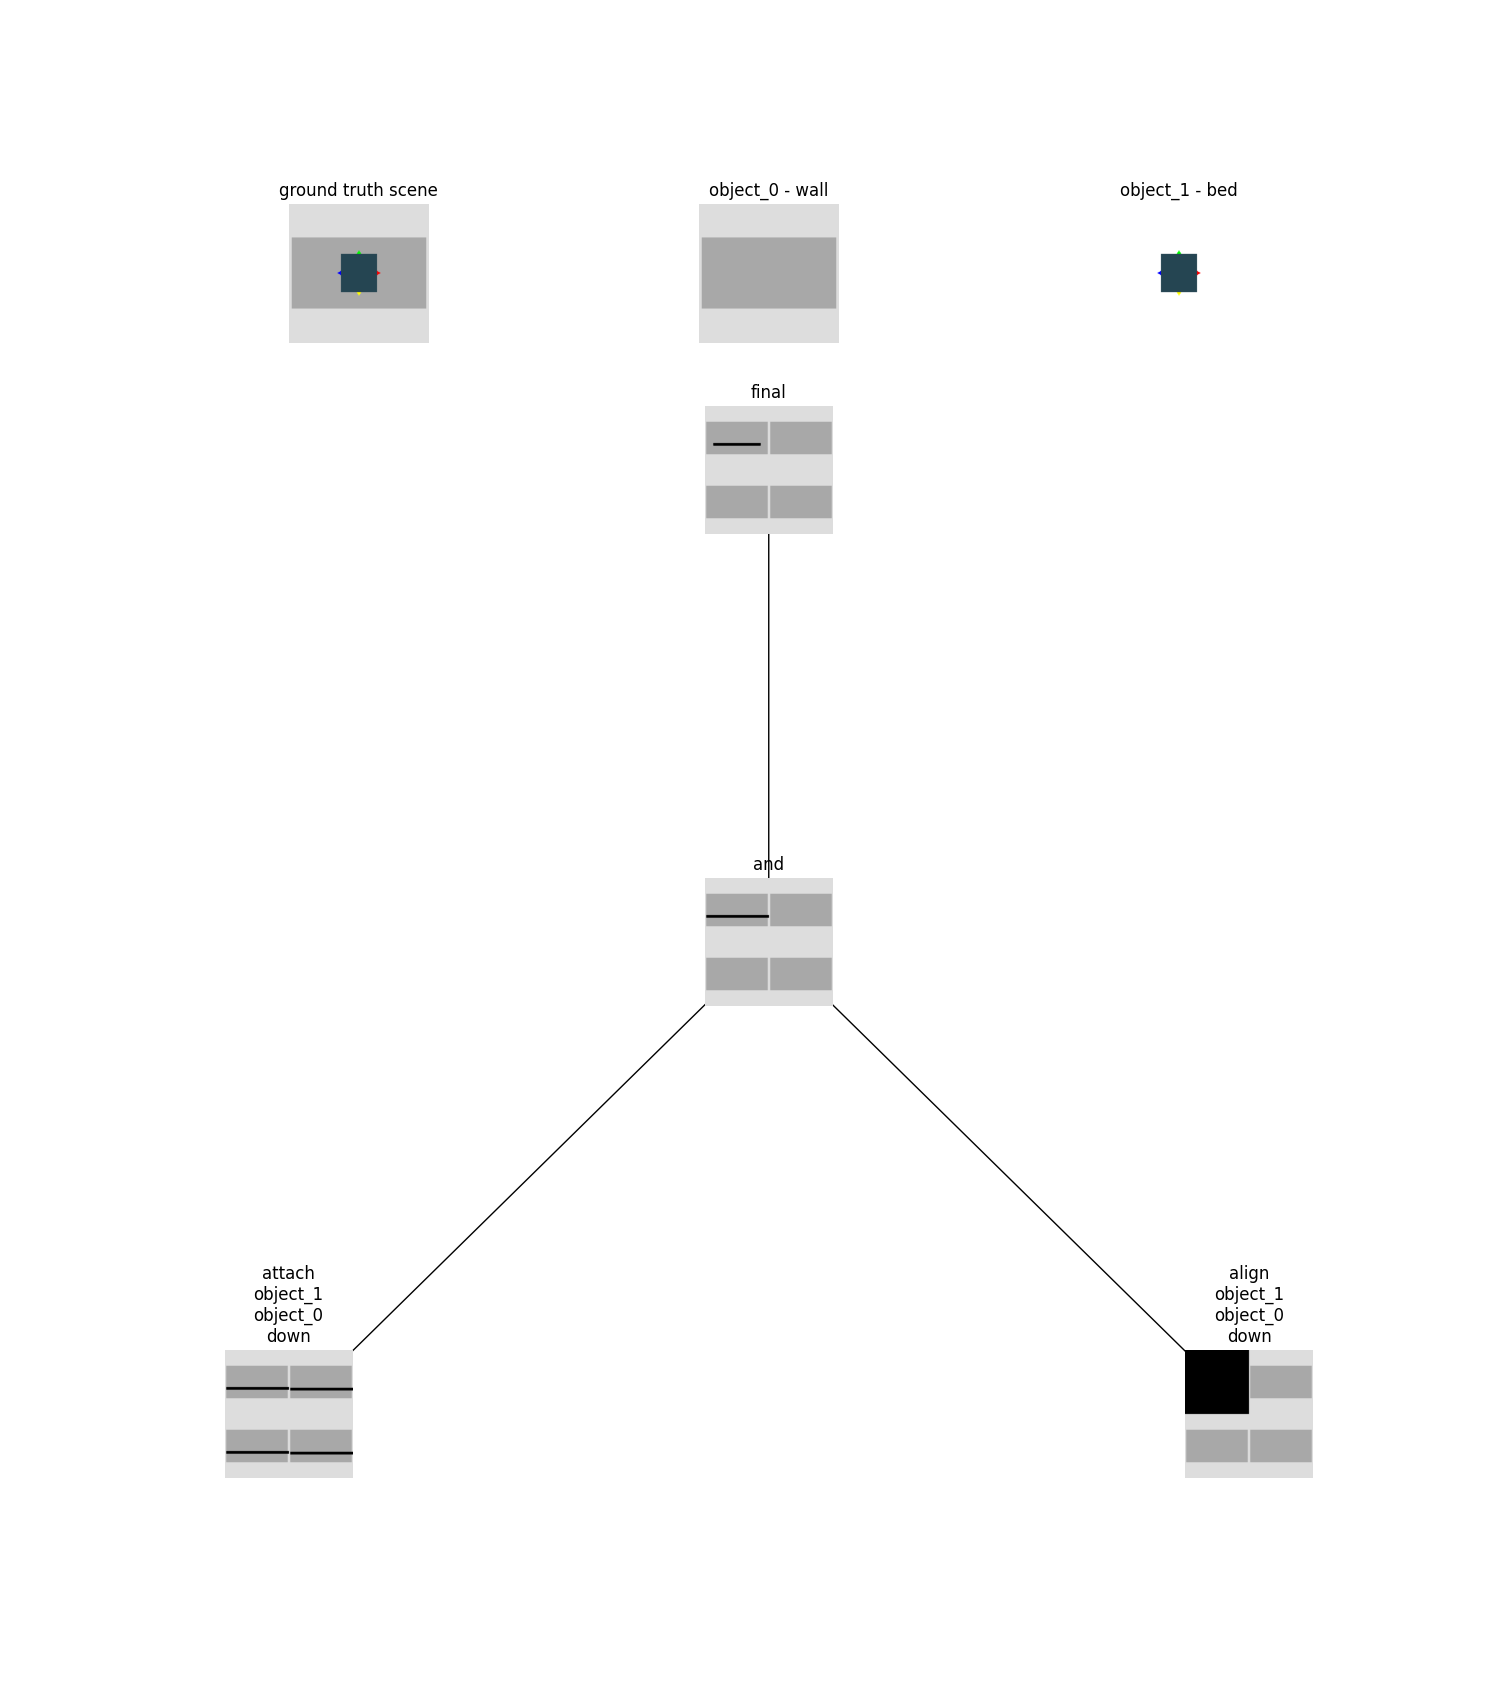 ground truth scene
object_0 - wall
object_1 - bed
final
and
attach
object_1
object_0
down
align
object_1
object_0
down